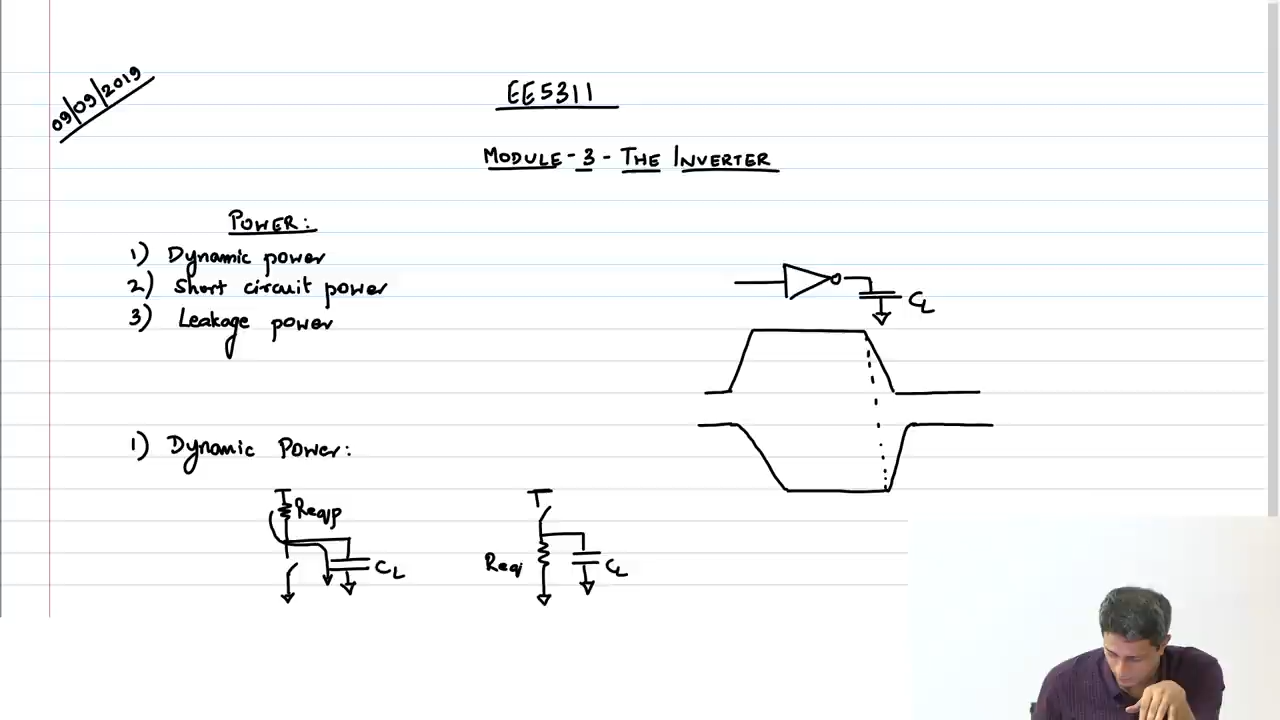 09/09/2019
EE5311
MODULE-3-THE INVERTER
POWER:
1) Dynamic power
2) Short circuit power
3) Leakage power
CL
1) Dynamic Power:
Reqp
CL
Req
CL